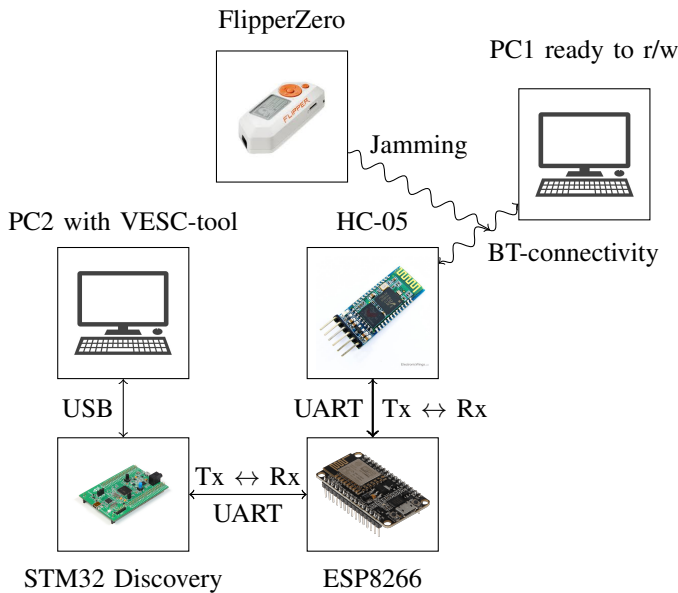 FlipperZero
PC1 ready to r/w
FLIPPER
Jamming
PC2 with VESC-tool
HC-05
BT-connectivity
USB
UART Tx ↔ Rx
Tx ↔ Rx
UART
STM32 Discovery
ESP8266